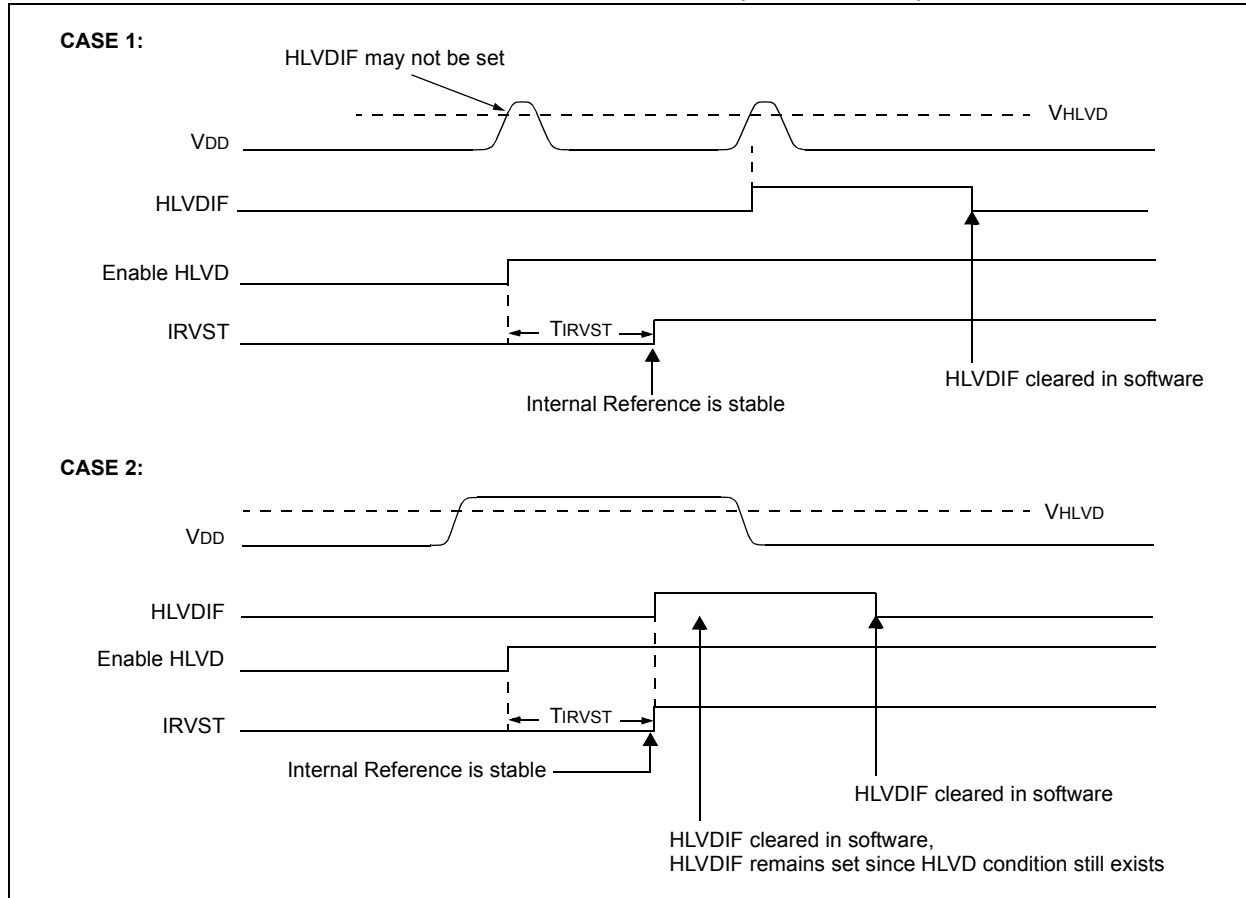 CASE 1:
HLVDIF may not be set
VHLVD
VDD
HLVDIF
Enable HLVD
TIRVST
IRVST
HLVDIF cleared in software
Internal Reference is stable
CASE 2:
VHLVD
VDD
HLVDIF
Enable HLVD
TIRVST
IRVST
Internal Reference is stable
HLVDIF cleared in software
HLVDIF cleared in software,
HLVDIF remains set since HLVD condition still exists